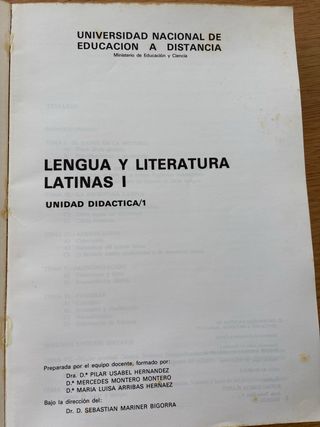 UNIVERSIDAD NACIONAL DE
EDUCACION A DISTANCIA
Ministerio de Educación y Ciencia
LENGUA Y LITERATURA
LATINAS I
UNIDAD DIDACTICA/1
Preparada por el equipo docente, formado por:
Dra. D.ª PILAR USABEL HERNANDEZ
D.ª MERCEDES MONTERO MONTERO
D.ª MARIA LUISA ARRIBAS HERNAEZ
Bajo la dirección del:
Dr. D. SEBASTIAN MARINER BIGORRA